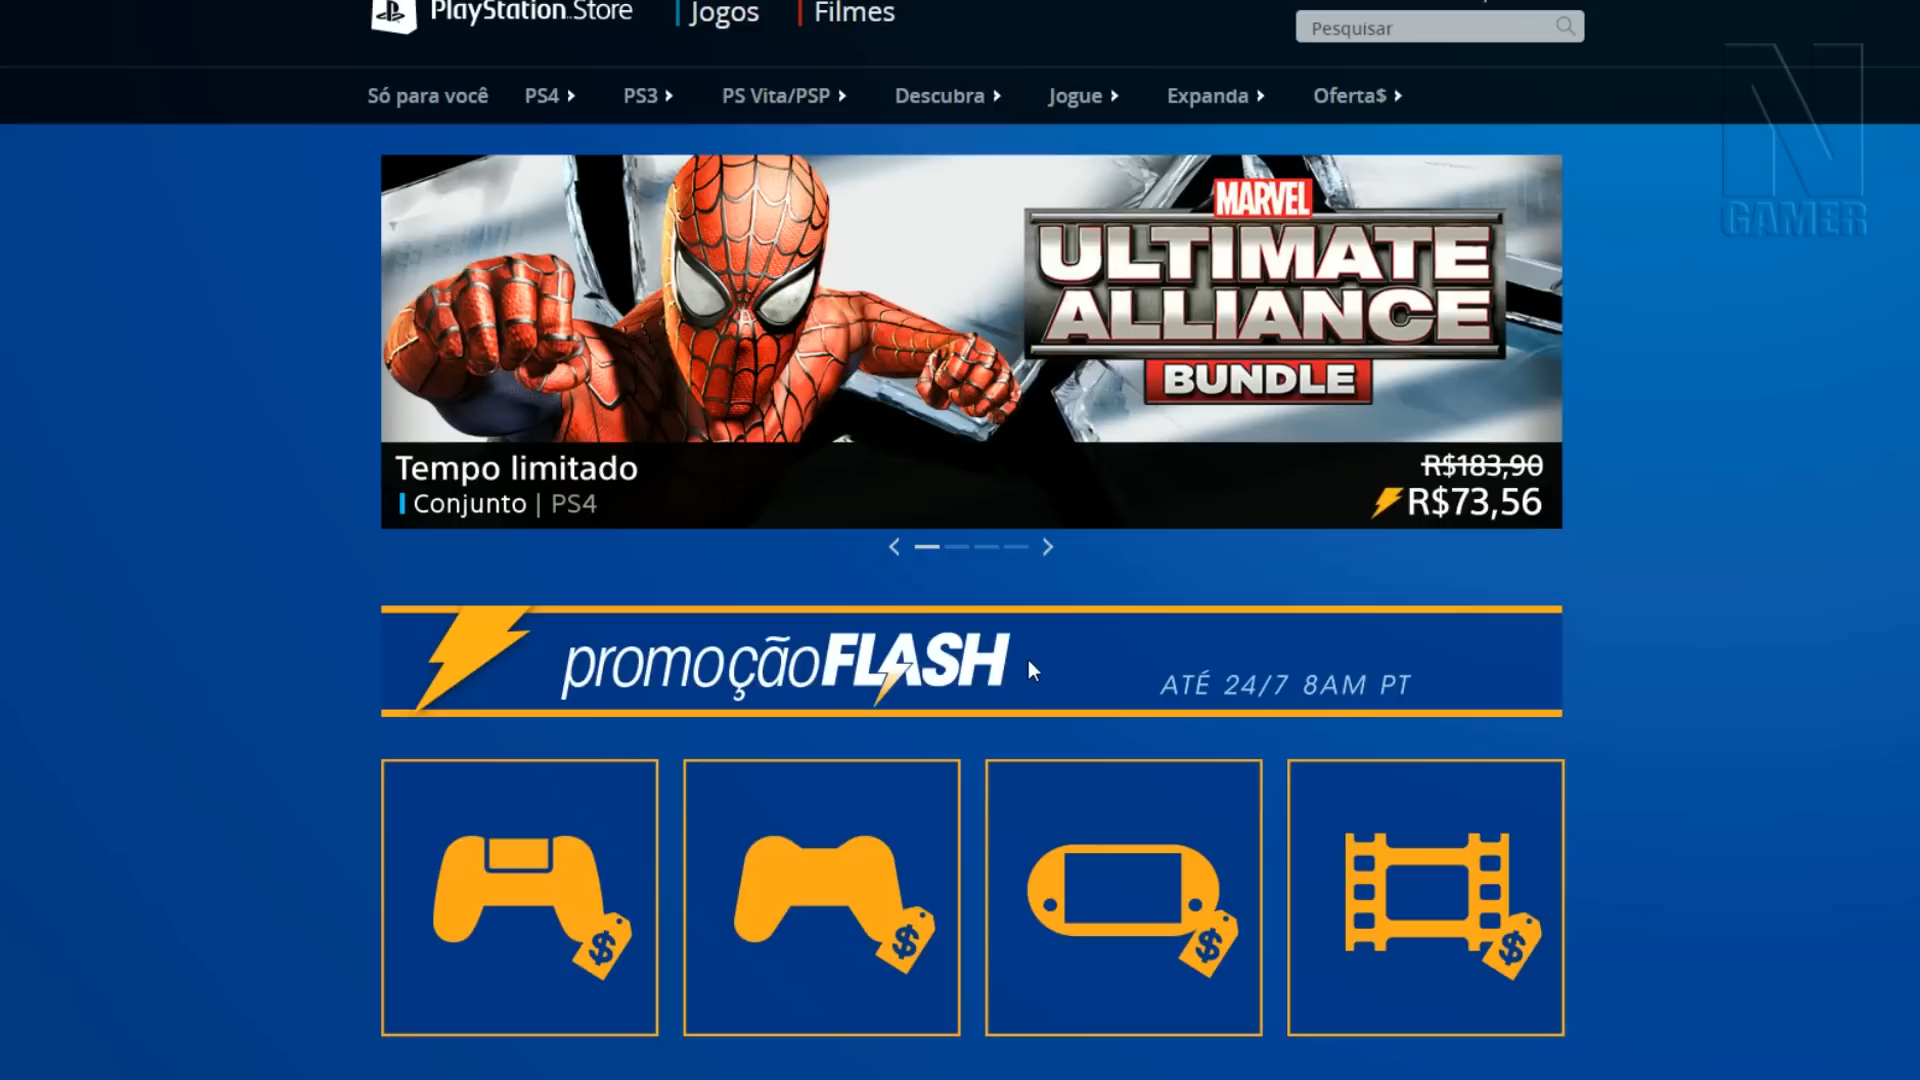 PlayStation.Store
Jogos
Filmes
Pesquisar
Só para você
PS4
PS3
PS Vita/PSP
Descubra
Jogue
Expanda
Oferta$
N
GAMER
MARVEL
ULTIMATE
ALLIANCE
BUNDLE
Tempo limitado
R$183,90
Conjunto | PS4
R$73,56
promoçãoFLASH
ATÉ 24/7 8AM PT
$
$
$
$